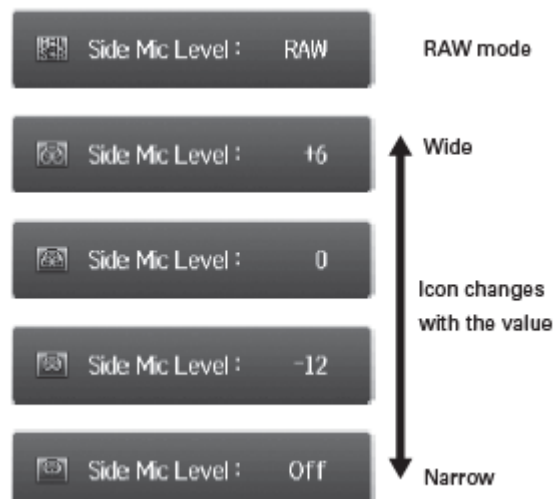 Side Mic Level : RAW
RAW mode
Side Mic Level : +6
Wide
Side Mic Level : 0
Icon changes
with the value
Side Mic Level : -12
Side Mic Level : Off
Narrow